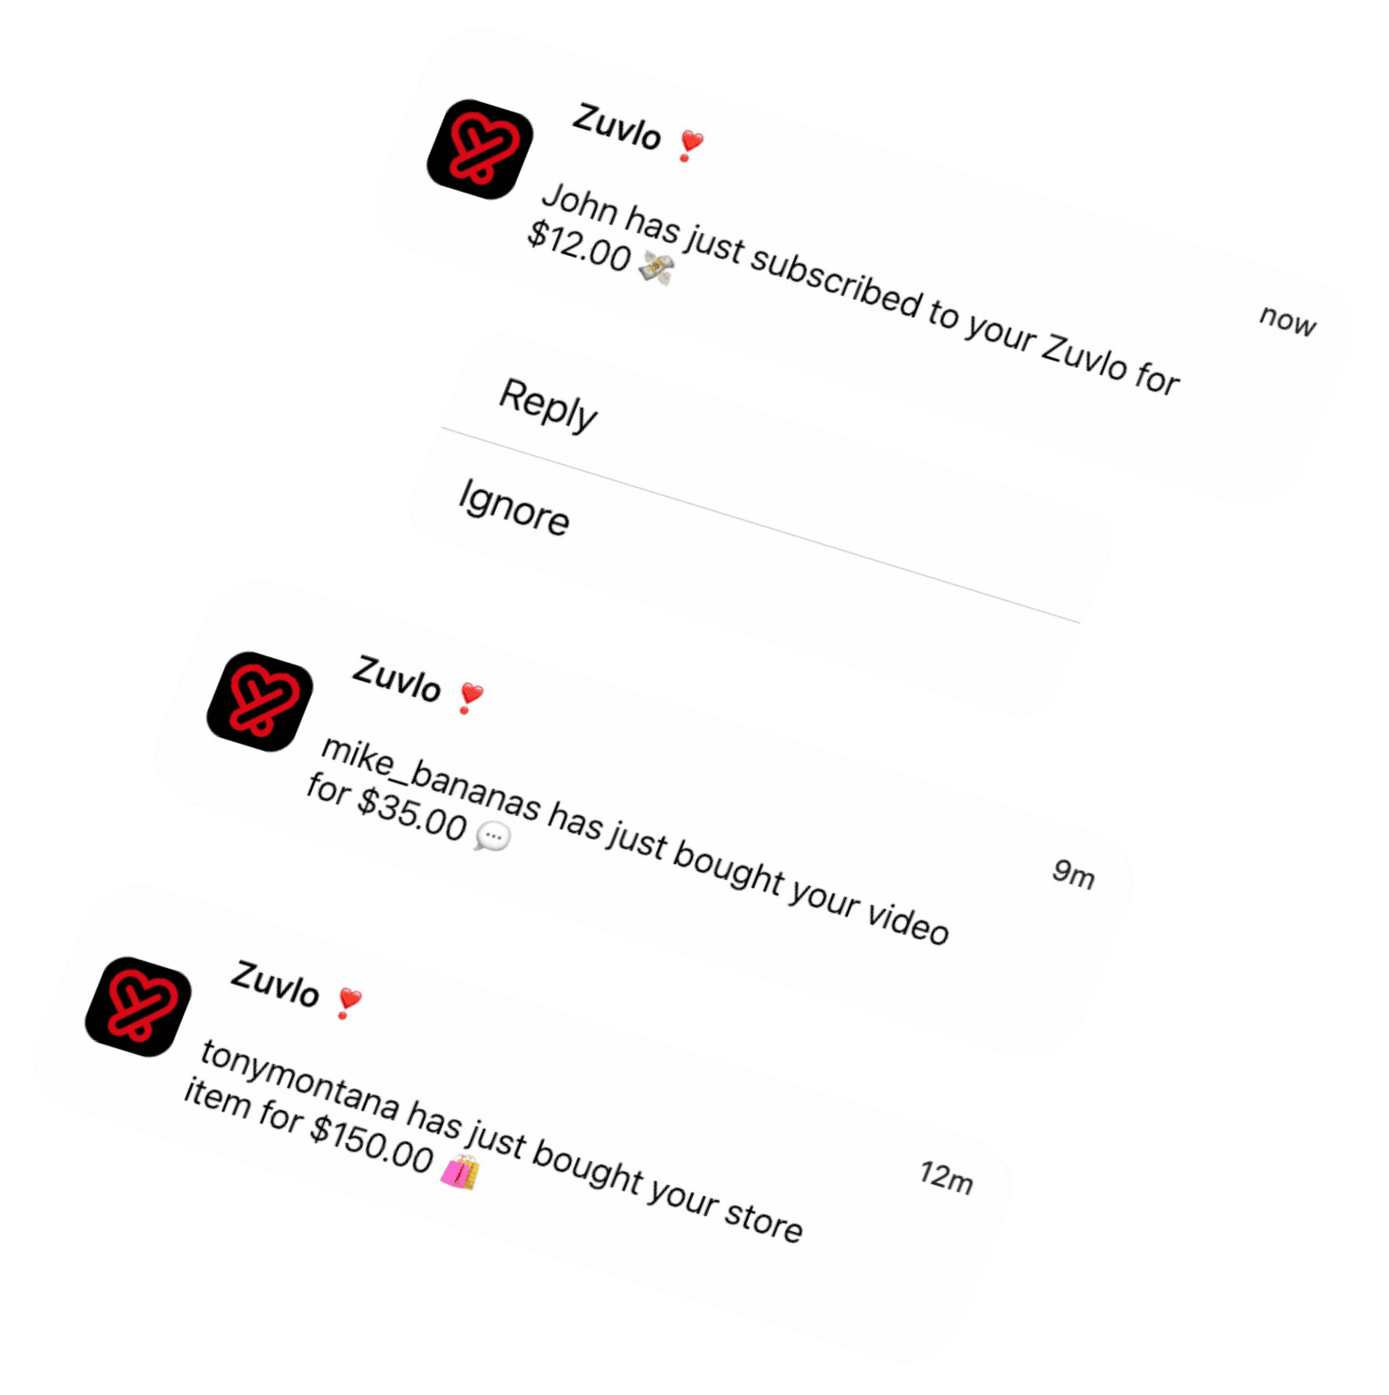 Zuvlo ❣️
John has just subscribed to your Zuvlo for
$12.00 💸
now
Reply
Ignore
Zuvlo ❣️
mike_bananas has just bought your video
for $35.00 💬
9m
Zuvlo ❣️
tonymontana has just bought your store
item for $150.00 🛍️
12m